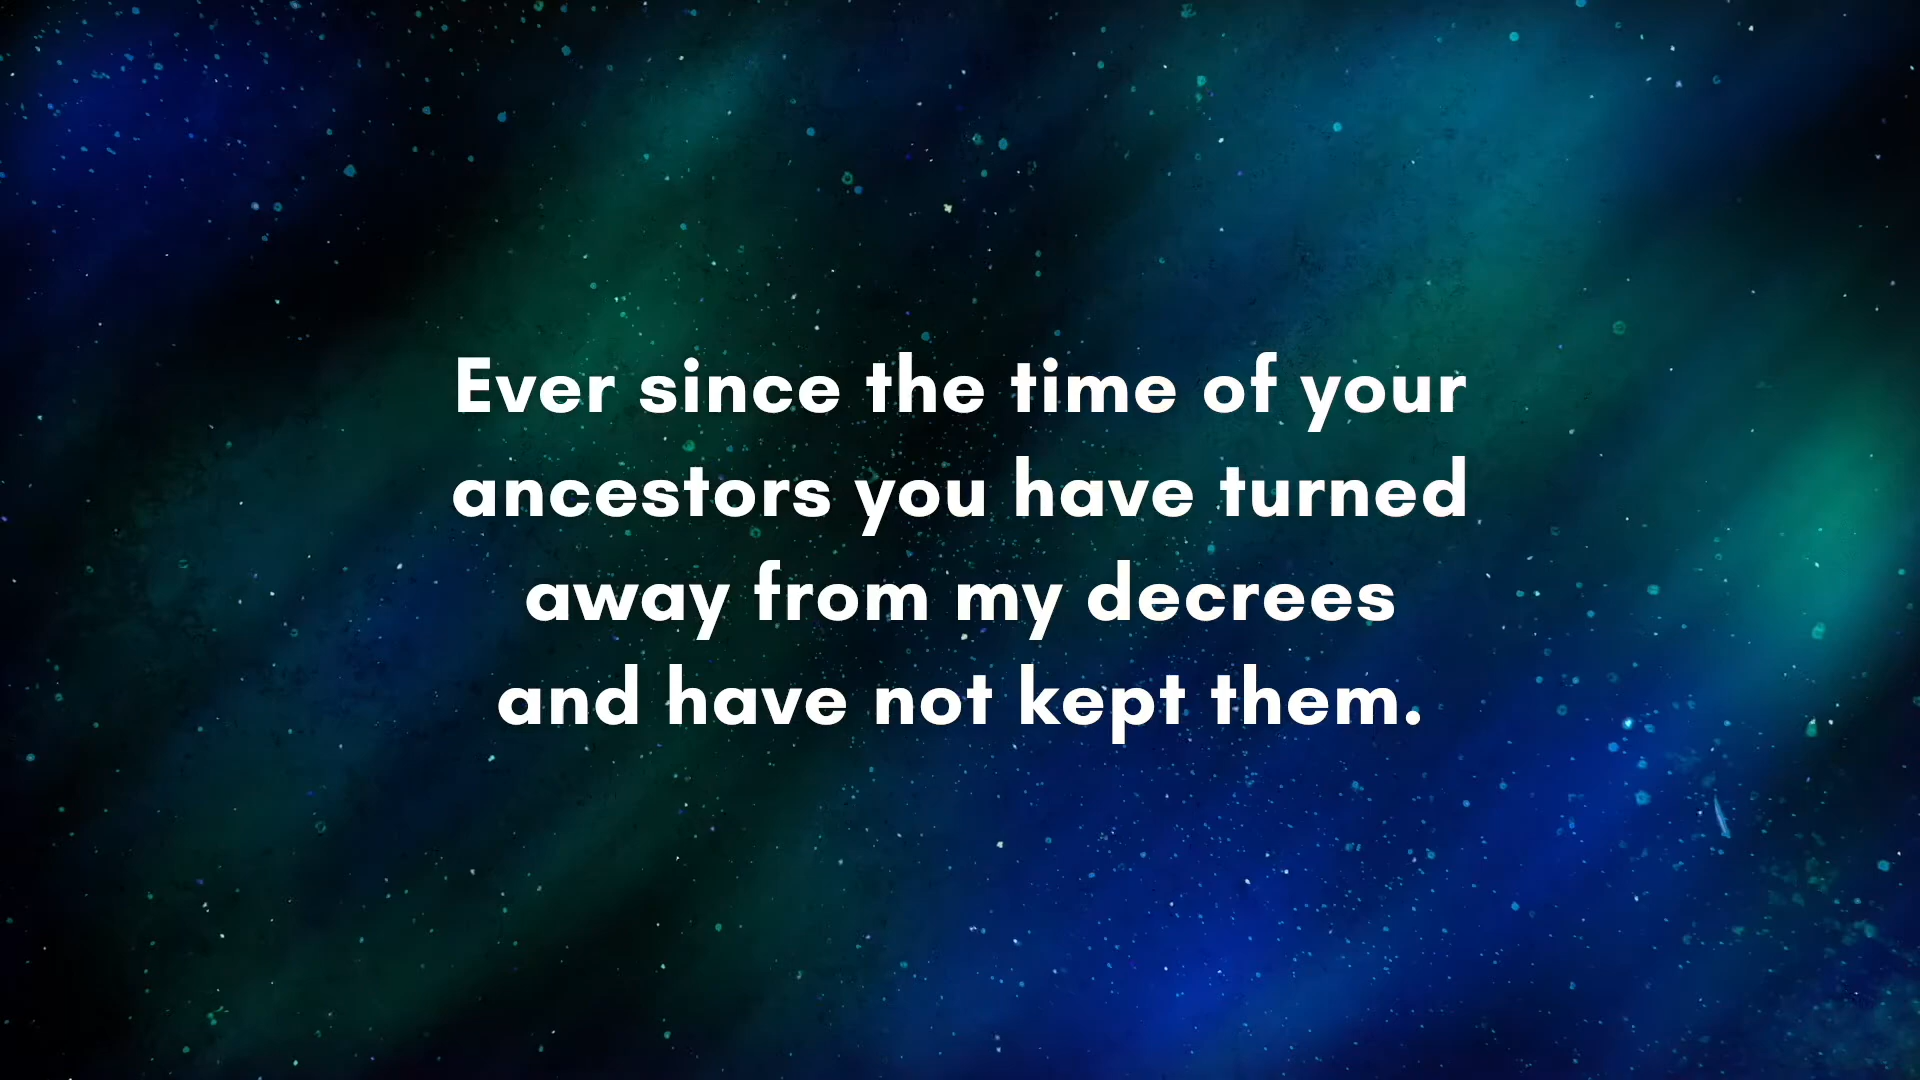 Ever since the time of your
ancestors you have turned
away from my decrees
and have not kept them.